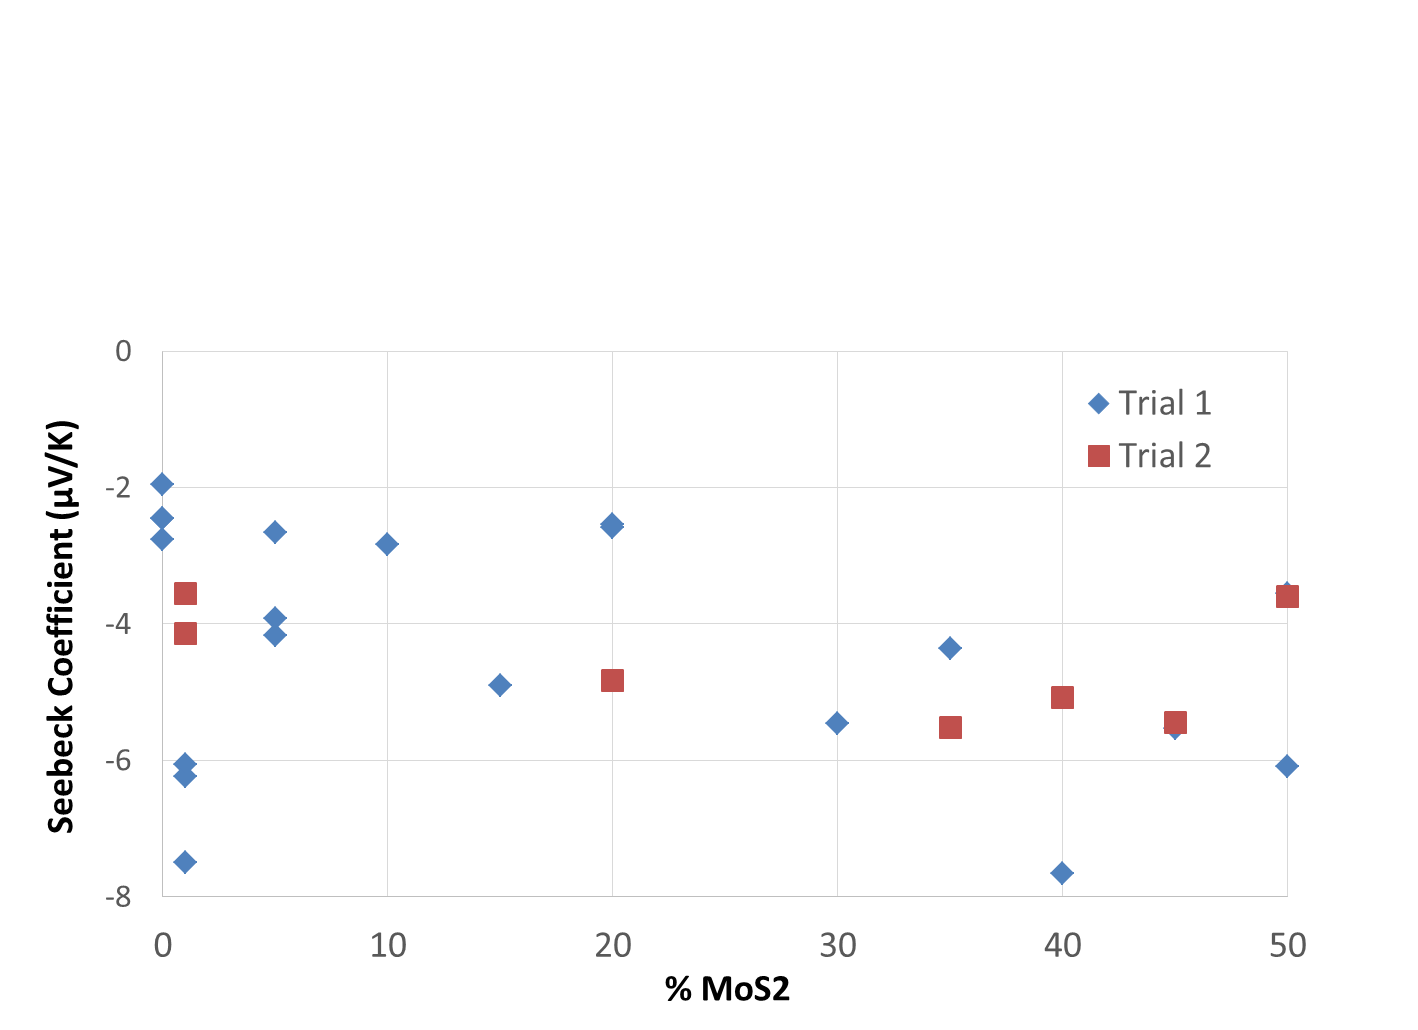 0
-2
-4
-6
-8
Seebeck Coefficient (μV/K)
Trial 1
Trial 2
0 10 20 30 40 50
% MoS2